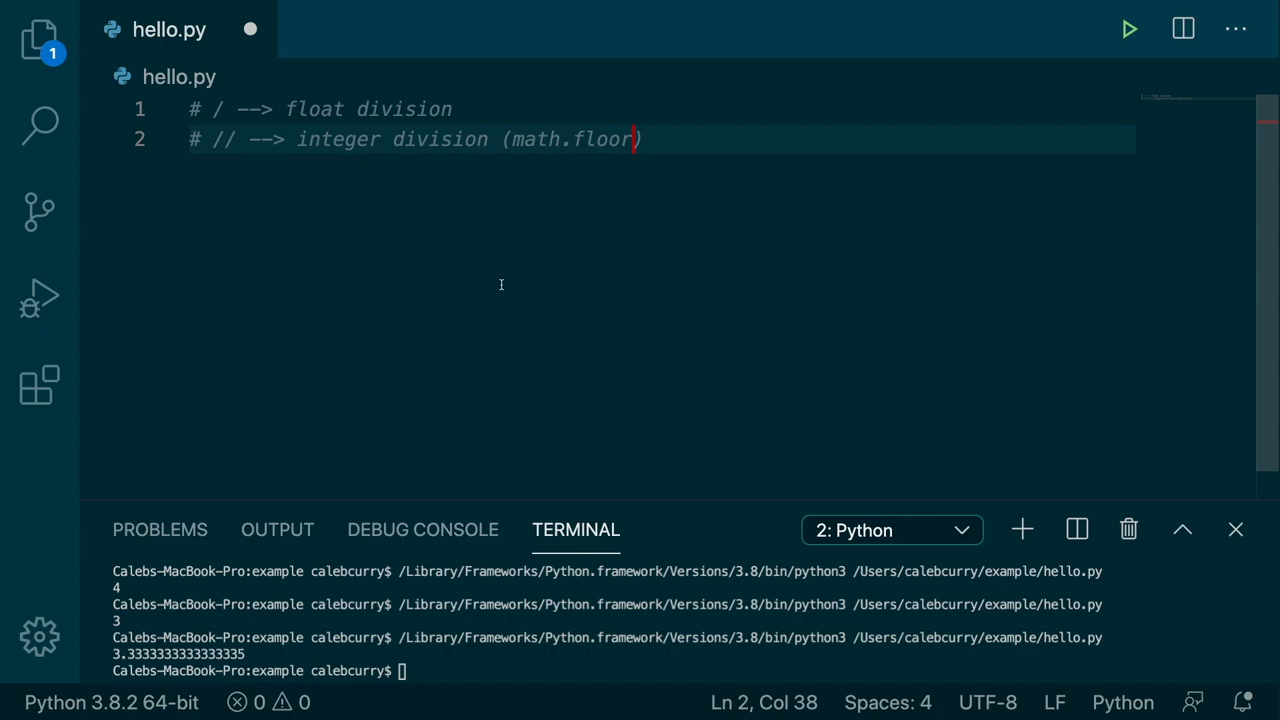 hello.py
1
hello.py
1 # / --> float division
2 # // --> integer division (math.floor)
PROBLEMS OUTPUT DEBUG CONSOLE TERMINAL 2: Python
Calebs-MacBook-Pro:example calebcurry$ /Library/Frameworks/Python.framework/Versions/3.8/bin/python3 /Users/calebcurry/example/hello.py
4
Calebs-MacBook-Pro:example calebcurry$ /Library/Frameworks/Python.framework/Versions/3.8/bin/python3 /Users/calebcurry/example/hello.py
3
Calebs-MacBook-Pro:example calebcurry$ /Library/Frameworks/Python.framework/Versions/3.8/bin/python3 /Users/calebcurry/example/hello.py
3.3333333333333335
Calebs-MacBook-Pro:example calebcurry$
Python 3.8.2 64-bit 0 0 Ln 2, Col 38 Spaces: 4 UTF-8 LF Python